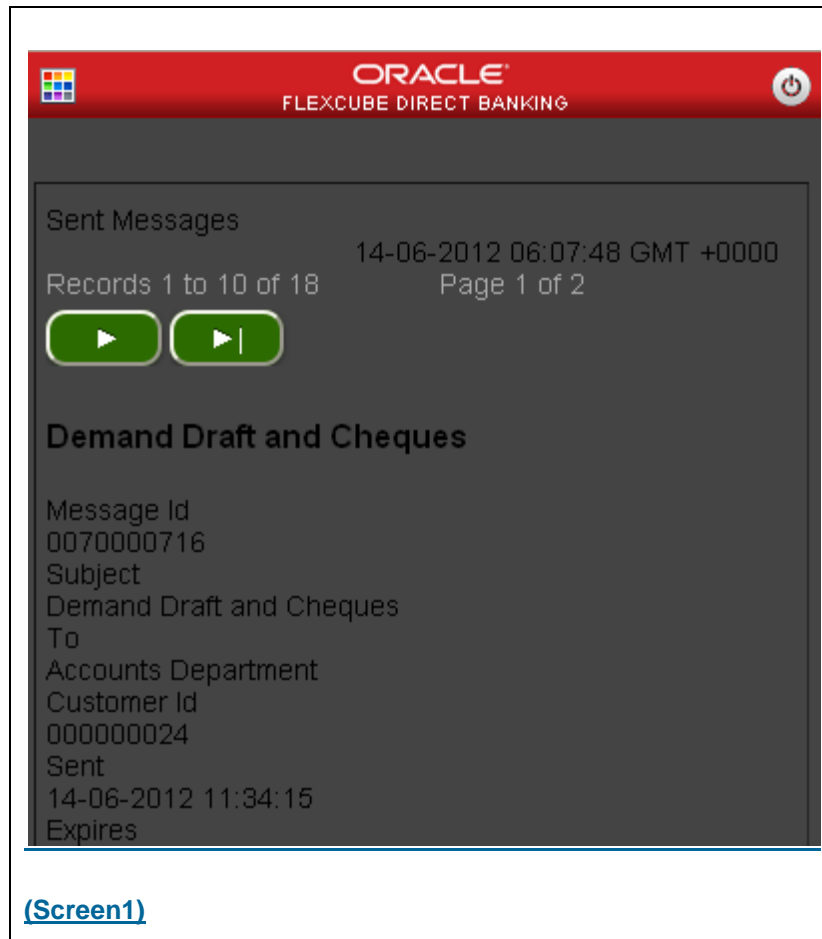 ORACLE
FLEXCUBE DIRECT BANKING
Sent Messages
14-06-2012 06:07:48 GMT +0000
Records 1 to 10 of 18 Page 1 of 2
Demand Draft and Cheques
Message Id
0070000716
Subject
Demand Draft and Cheques
To
Accounts Department
Customer Id
000000024
Sent
14-06-2012 11:34:15
Expires
(Screen1)